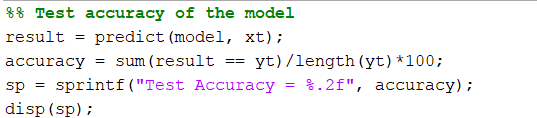 %% Test accuracy of the model
result = predict(model, xt);
accuracy = sum(result == yt)/length(yt)*100;
sp = sprintf("Test Accuracy = %.2f", accuracy);
disp(sp);